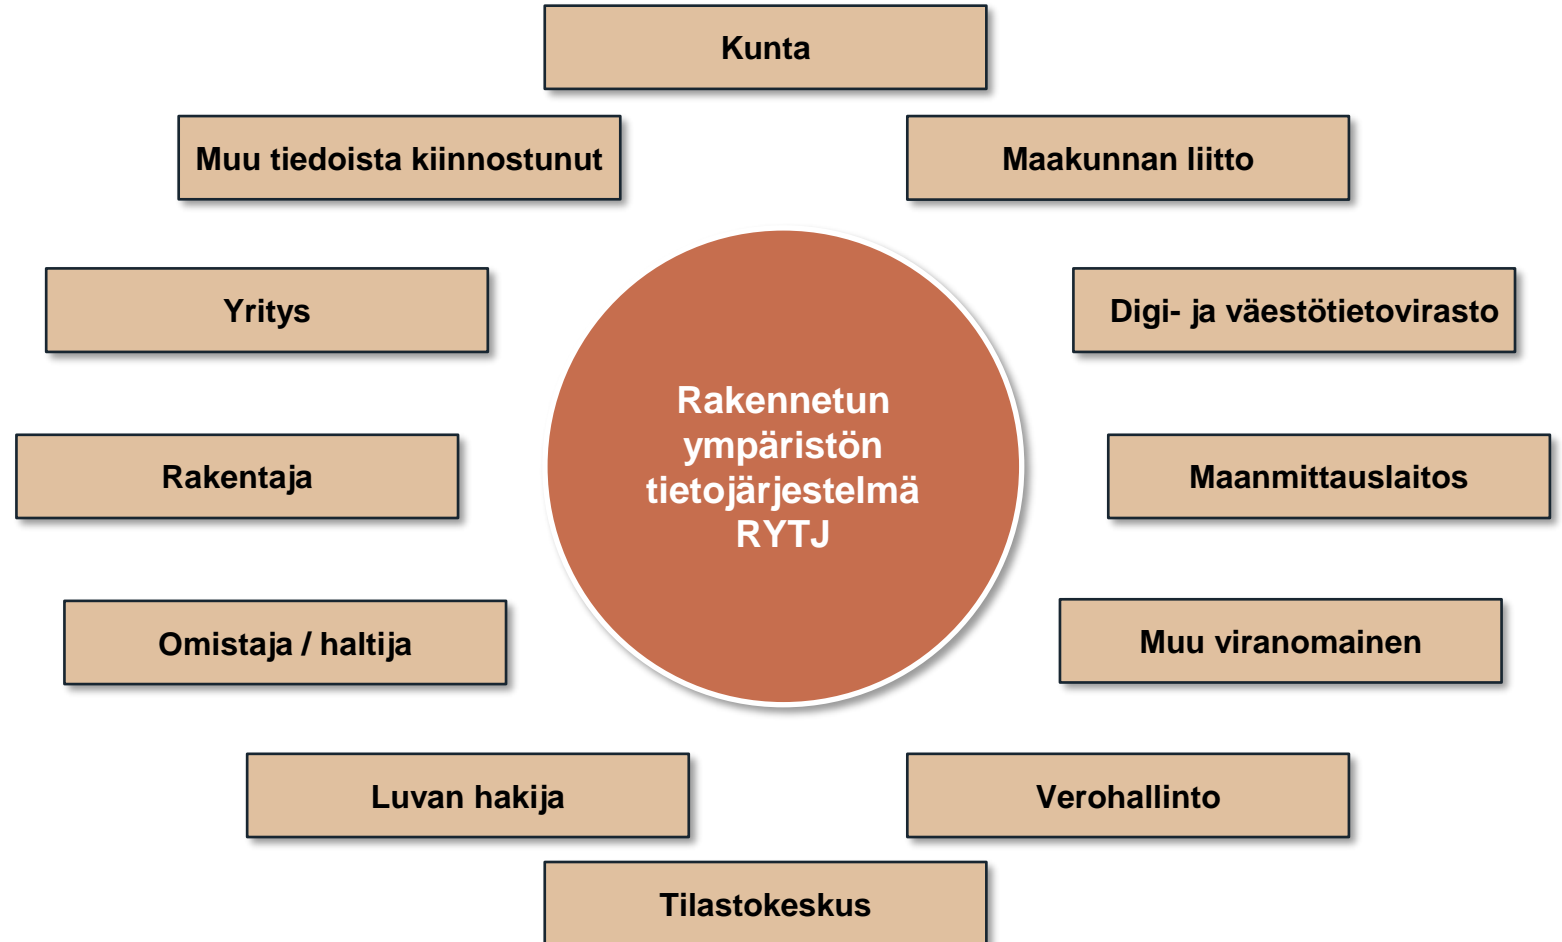 Kunta
Muu tiedoista kiinnostunut
Maakunnan liitto
Yritys
Digi- ja väestötietovirasto
Rakennetun
ympäristön
tietojärjestelmä
RYTJ
Rakentaja
Maanmittauslaitos
Omistaja / haltija
Muu viranomainen
Luvan hakija
Verohallinto
Tilastokeskus